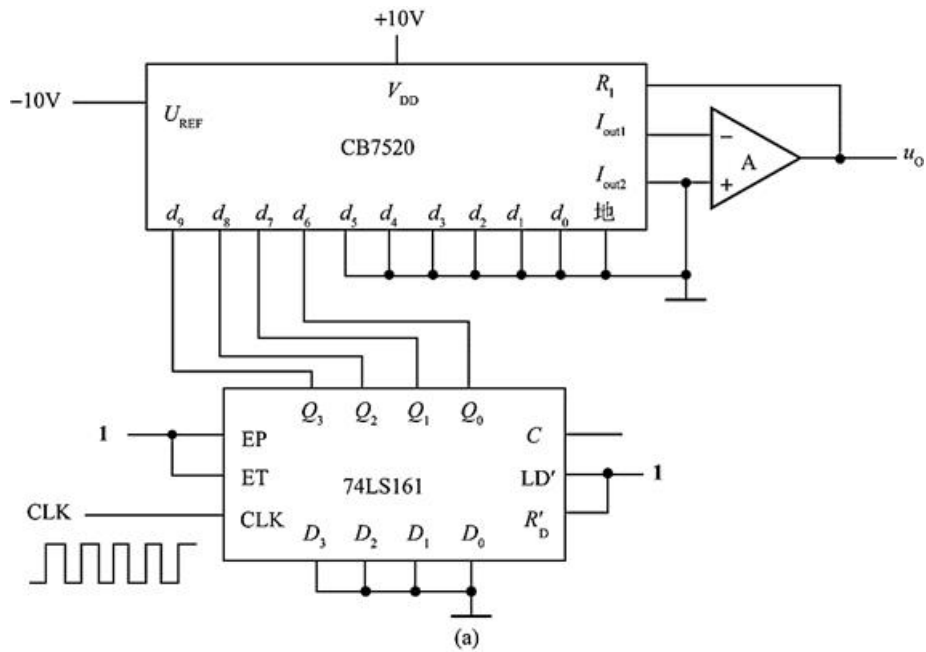 +10V
−10V
U_REF
V_DD
R_1
CB7520
I_out1
I_out2
−
+
A
u_O
d_9 d_8 d_7 d_6 d_5 d_4 d_3 d_2 d_1 d_0 地
Q_3 Q_2 Q_1 Q_0
1
EP
C
ET
74LS161
LD′
1
CLK
CLK
R′_D
D_3 D_2 D_1 D_0
(a)